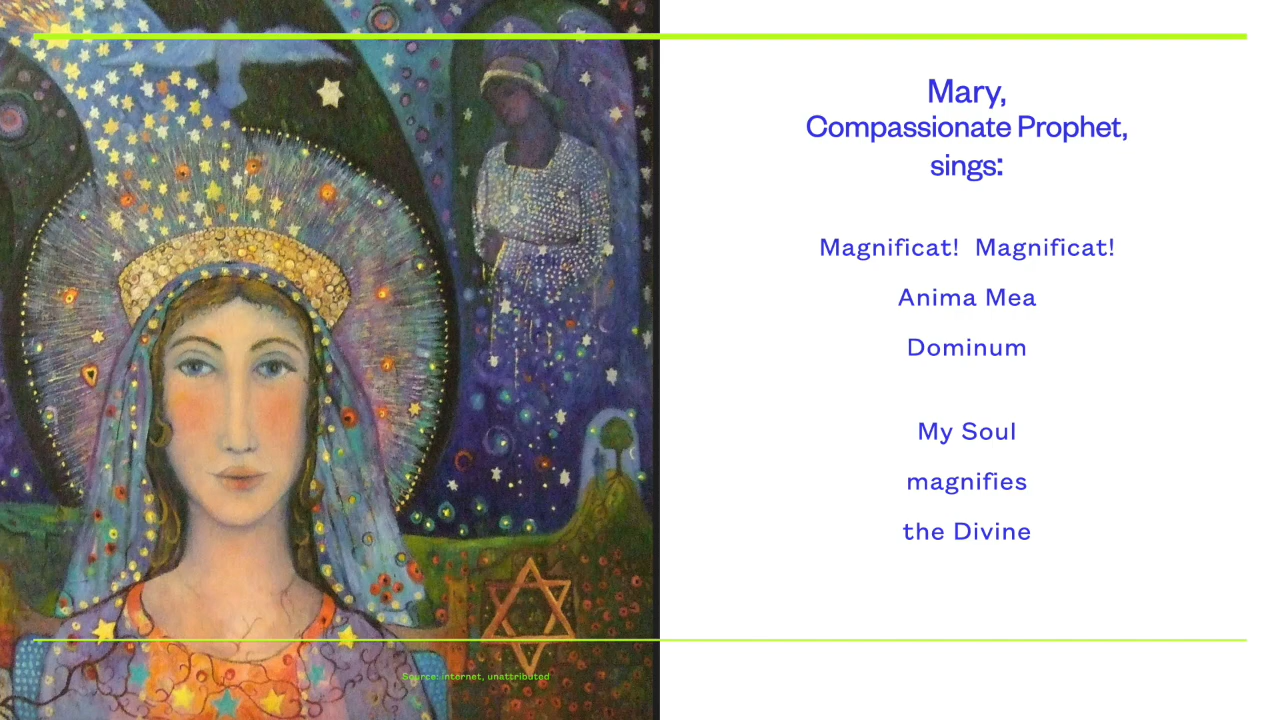 Mary,
Compassionate Prophet,
sings:
Magnificat!  Magnificat!
Anima Mea
Dominum
My Soul
magnifies
the Divine
Source: internet, unattributed